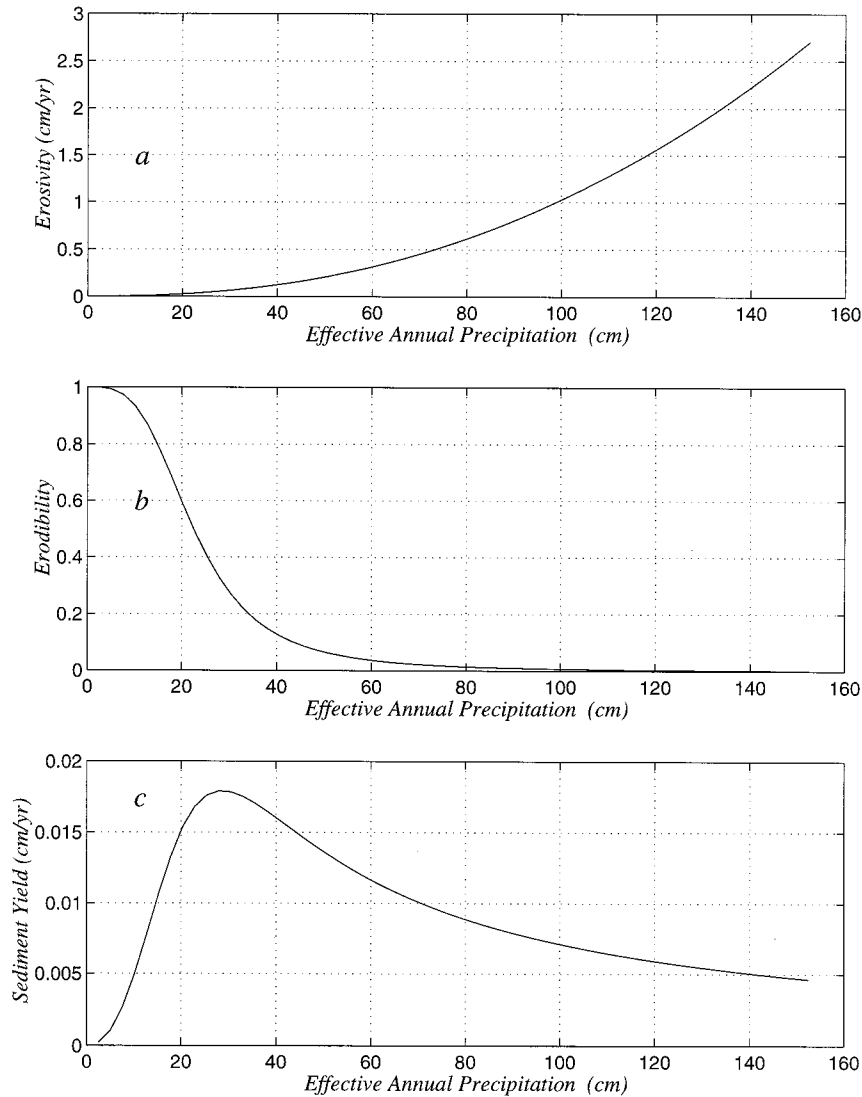 3
2.5
2
1.5
1
0.5
0
Erosivity (cm/yr)
a
0 20 40 60 80 100 120 140 160
Effective Annual Precipitation (cm)
1
0.8
0.6
0.4
0.2
0
Erodibility
b
0 20 40 60 80 100 120 140 160
Effective Annual Precipitation (cm)
0.02
0.015
0.01
0.005
0
Sediment Yield (cm/yr)
c
0 20 40 60 80 100 120 140 160
Effective Annual Precipitation (cm)